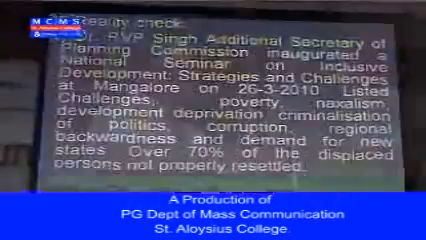 MCMS
St. Aloysius College
Reality check:
Dr. RVP Singh Additional Secretary of
Planning Commission inaugurated a
National Seminar on Inclusive
Development: Strategies and Challenges
at Mangalore on 26-3-2010 Listed
Challenges, poverty, naxalism,
development deprivation criminalisation
of politics, corruption, regional
backwardness and demand for new
states Over 70% of the displaced
persons not properly resettled.
A Production of
PG Dept of Mass Communication
St. Aloysius College